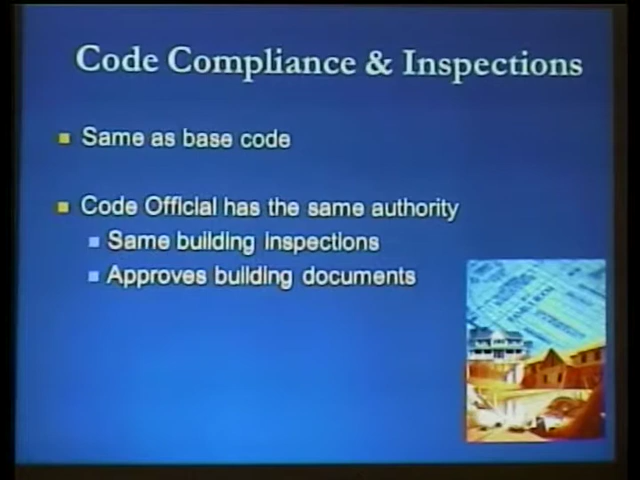 Code Compliance & Inspections
Same as base code
Code Official has the same authority
Same building inspections
Approves building documents